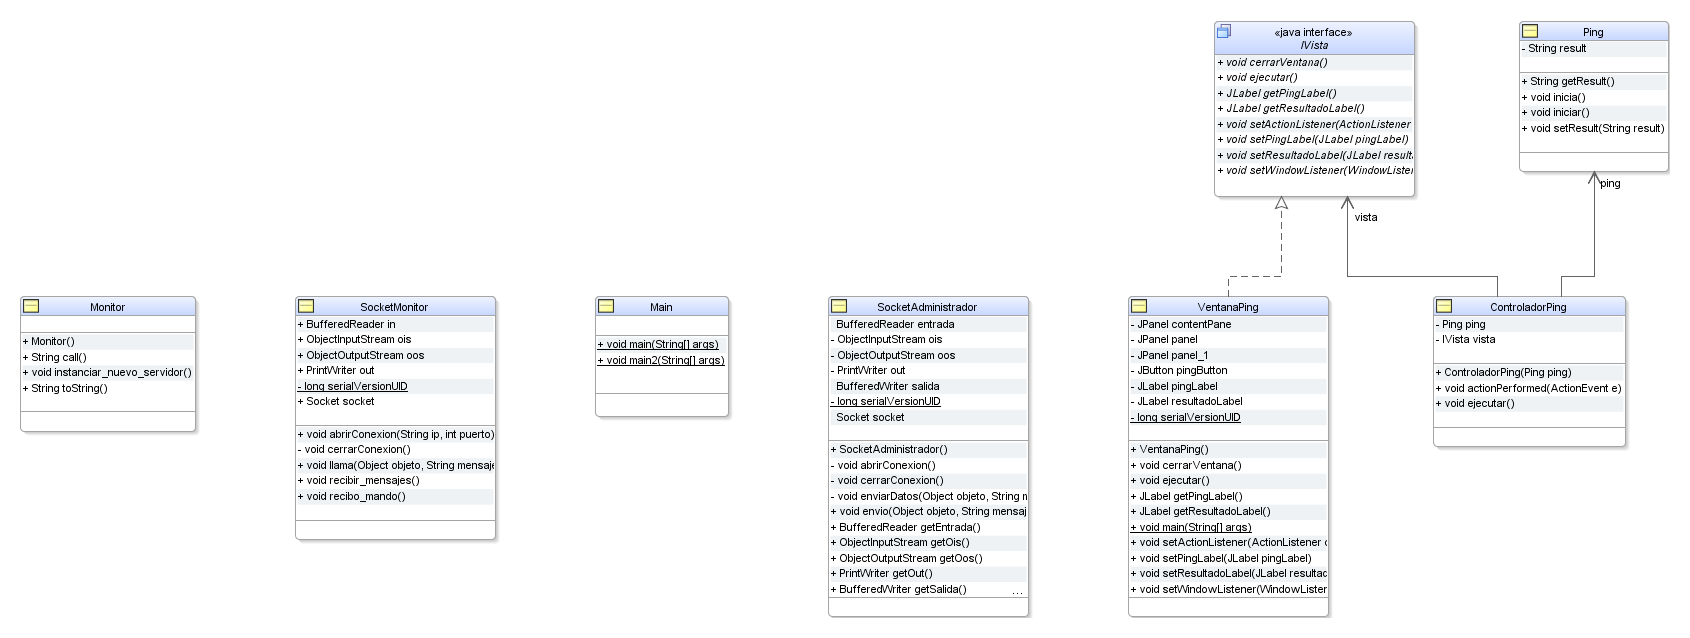 «java interface»
IVista
+ void cerrarVentana()
+ void ejecutar()
+ JLabel getPingLabel()
+ JLabel getResultadoLabel()
+ void setActionListener(ActionListener
+ void setPingLabel(JLabel pingLabel)
+ void setResultadoLabel(JLabel result
+ void setWindowListener(WindowLister
Ping
- String result
+ String getResult()
+ void inicia()
+ void iniciar()
+ void setResult(String result)
ping
vista
Monitor
+ Monitor()
+ String call()
+ void instanciar_nuevo_servidor()
+ String toString()
SocketMonitor
+ BufferedReader in
+ ObjectInputStream ois
+ ObjectOutputStream oos
+ PrintWriter out
- long serialVersionUID
+ Socket socket
+ void abrirConexion(String ip, int puerto)
- void cerrarConexion()
+ void llama(Object objeto, String mensaje
+ void recibir_mensajes()
+ void recibo_mando()
Main
+ void main(String[] args)
+ void main2(String[] args)
SocketAdministrador
BufferedReader entrada
- ObjectInputStream ois
- ObjectOutputStream oos
- PrintWriter out
BufferedWriter salida
- long serialVersionUID
Socket socket
+ SocketAdministrador()
- void abrirConexion()
- void cerrarConexion()
- void enviarDatos(Object objeto, String m
+ void envio(Object objeto, String mensaj
+ BufferedReader getEntrada()
+ ObjectInputStream getOis()
+ ObjectOutputStream getOos()
+ PrintWriter getOut()
+ BufferedWriter getSalida() ...
VentanaPing
- JPanel contentPane
- JPanel panel
- JPanel panel_1
- JButton pingButton
- JLabel pingLabel
- JLabel resultadoLabel
- long serialVersionUID
+ VentanaPing()
+ void cerrarVentana()
+ void ejecutar()
+ JLabel getPingLabel()
+ JLabel getResultadoLabel()
+ void main(String[] args)
+ void setActionListener(ActionListener
+ void setPingLabel(JLabel pingLabel)
+ void setResultadoLabel(JLabel resultad
+ void setWindowListener(WindowLister
ControladorPing
- Ping ping
- IVista vista
+ ControladorPing(Ping ping)
+ void actionPerformed(ActionEvent e)
+ void ejecutar()